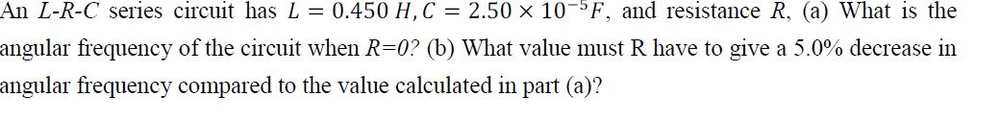 An L-R-C series circuit has L = 0.450 H, C = 2.50 × 10⁻⁵F, and resistance R, (a) What is the
angular frequency of the circuit when R=0? (b) What value must R have to give a 5.0% decrease in
angular frequency compared to the value calculated in part (a)?